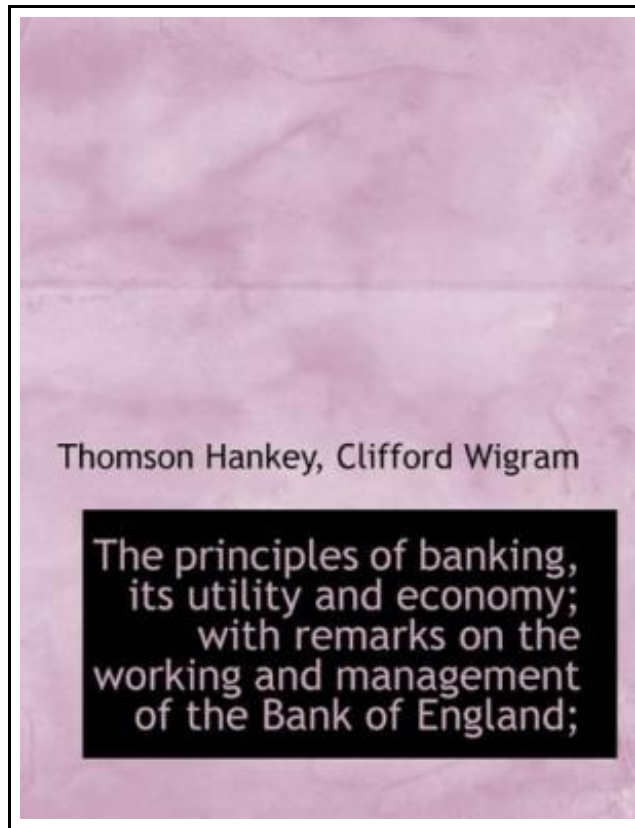 Thomson Hankey, Clifford Wigram
The principles of banking,
its utility and economy;
with remarks on the
working and management
of the Bank of England;